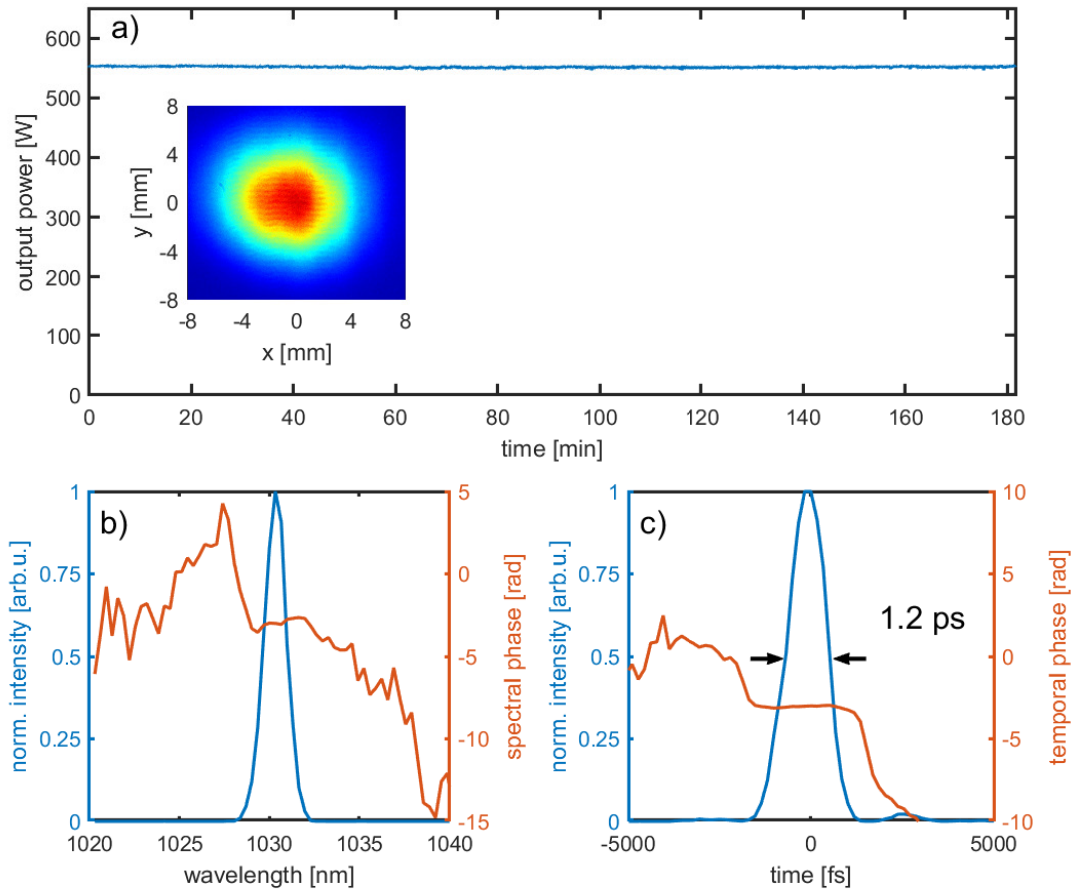 a)
output power [W]
600
500
400
300
200
100
0
0 20 40 60 80 100 120 140 160 180
time [min]
y [mm]
8
4
0
-4
-8
-8 -4 0 4 8
x [mm]
b)
norm. intensity [arb.u.]
1
0.75
0.5
0.25
0
spectral phase [rad]
5
0
-5
-10
-15
1020 1025 1030 1035 1040
wavelength [nm]
c)
norm. intensity [arb.u.]
1
0.75
0.5
0.25
0
1.2 ps
temporal phase [rad]
10
5
0
-5
-10
-5000 0 5000
time [fs]